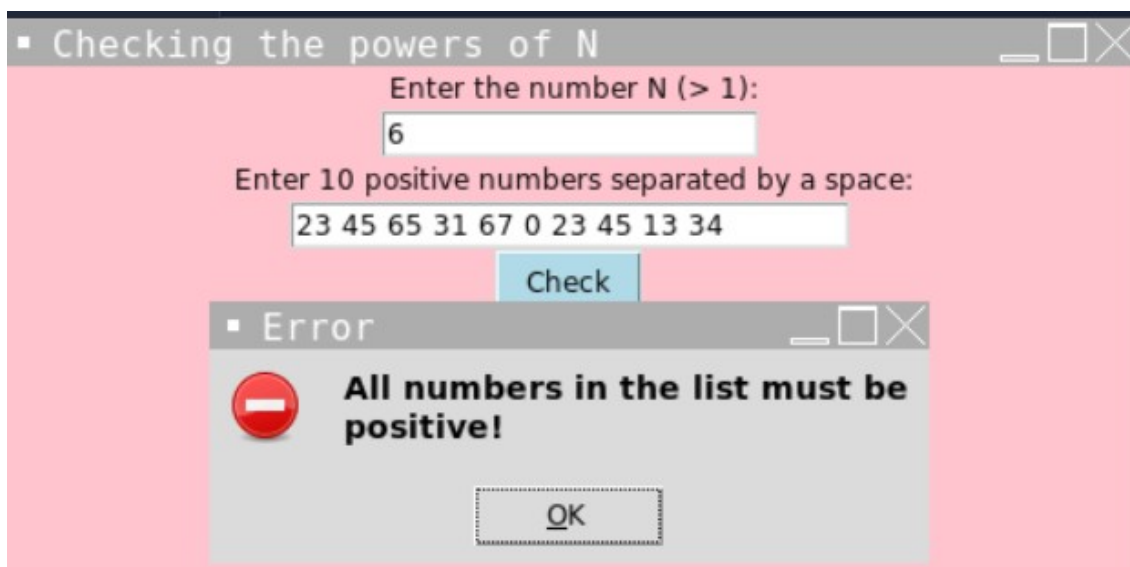 Checking the powers of N
Enter the number N (> 1):
6
Enter 10 positive numbers separated by a space:
23 45 65 31 67 0 23 45 13 34
Check
Error
All numbers in the list must be
positive!
OK